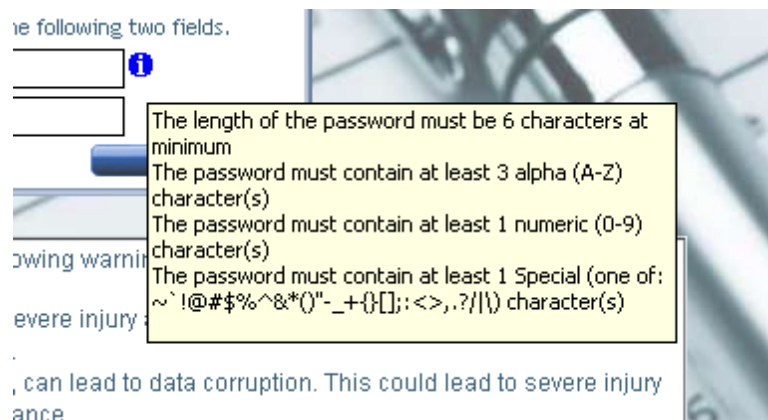 he following two fields.
i
The length of the password must be 6 characters at
minimum
The password must contain at least 3 alpha (A-Z)
character(s)
The password must contain at least 1 numeric (0-9)
character(s)
The password must contain at least 1 Special (one of:
~`!@#$%^&*()"-_+{}[];:<>,.?/|\) character(s)
owing warnin
evere injury
.
, can lead to data corruption. This could lead to severe injury
ance